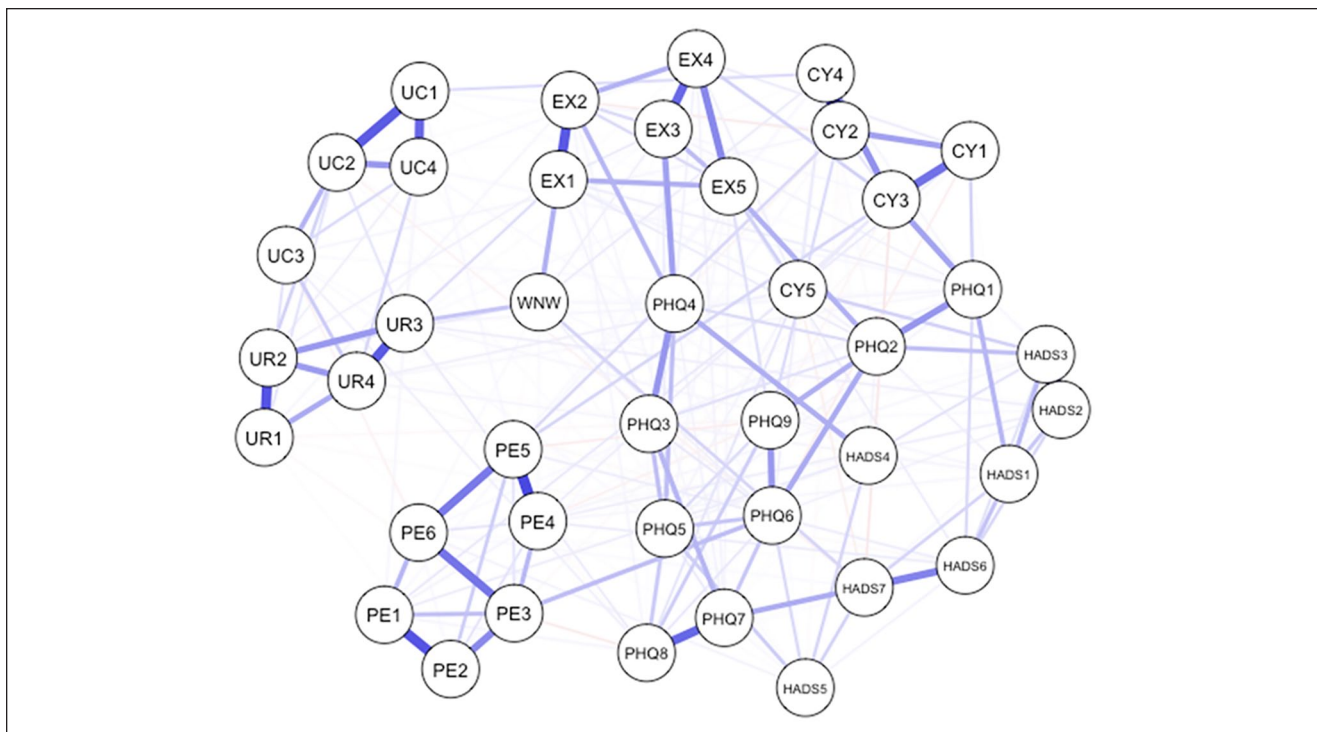 EX4
CY4
UC1
EX2
EX3
CY2
CY1
UC2
UC4
EX1
EX5
CY3
UC3
WNW
PHQ4
CY5
PHQ1
UR3
UR2
UR4
PHQ2
HADS3
HADS2
UR1
PE5
PHQ3
PHQ9
HADS4
HADS1
PE6
PE4
PHQ5
PHQ6
HADS6
HADS7
PE1
PE3
PHQ7
PE2
PHQ8
HADS5